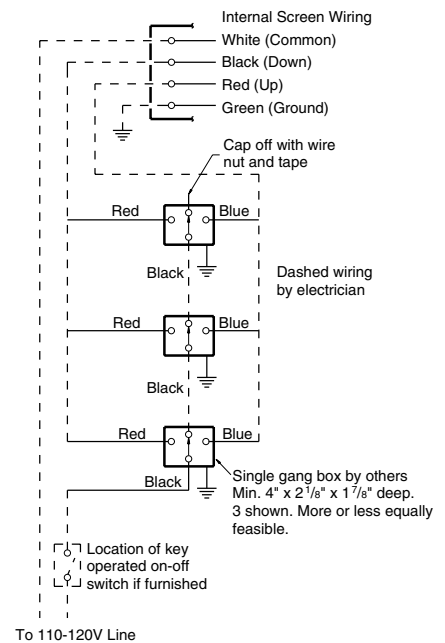 Internal Screen Wiring
White (Common)
Black (Down)
Red (Up)
Green (Ground)
Cap off with wire
nut and tape
Red
Blue
Black
Dashed wiring
by electrician
Red
Blue
Black
Red
Blue
Black
Single gang box by others
Min. 4" x 2 1/8" x 1 7/8" deep.
3 shown. More or less equally
feasible.
Location of key
operated on-off
switch if furnished
To 110-120V Line